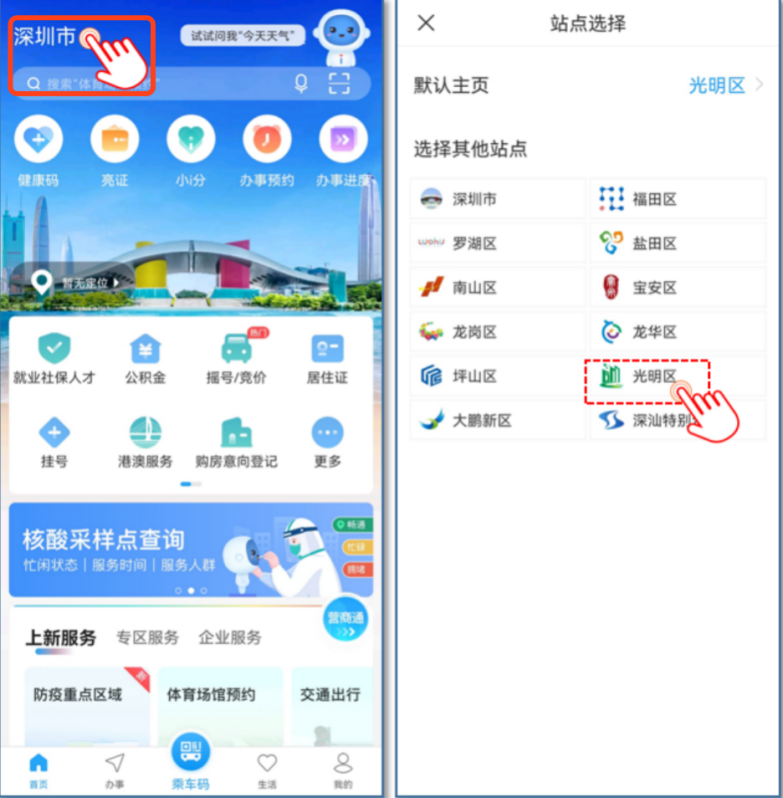 深圳市
试试问我"今天天气"
搜索"体育
健康码
亮证
小i分
办事预约
办事进度
暂无定位
热门
就业社保人才
公积金
摇号/竞价
居住证
挂号
港澳服务
购房意向登记
更多
核酸采样点查询
忙闲状态|服务时间|服务人群
畅通
忙碌
拥堵
营商通
上新服务
专区服务
企业服务
新
防疫重点区域
体育场馆预约
交通出行
首页
办事
乘车码
生活
我的
站点选择
默认主页
光明区
选择其他站点
深圳市
福田区
罗湖区
盐田区
南山区
宝安区
龙岗区
龙华区
坪山区
光明区
大鹏新区
深汕特别